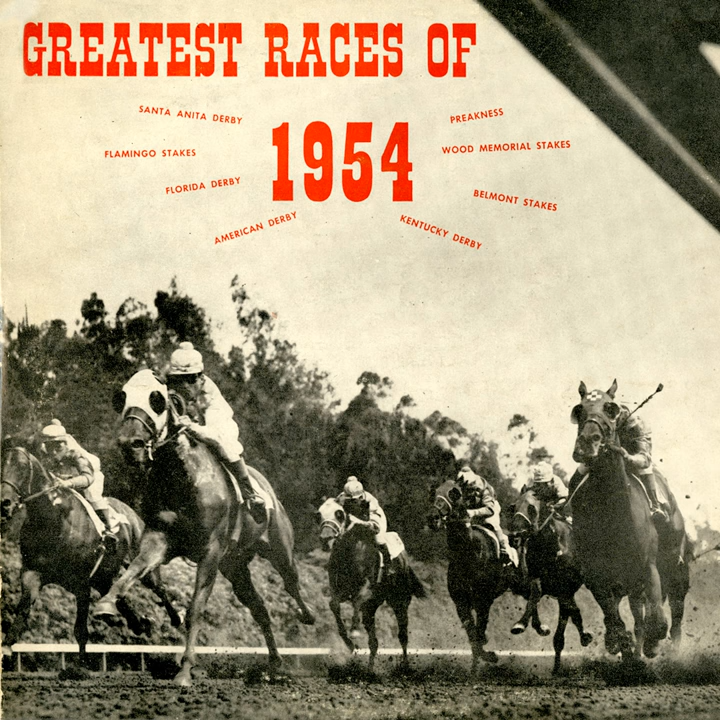 GREATEST RACES OF
1954
SANTA ANITA DERBY
FLAMINGO STAKES
FLORIDA DERBY
AMERICAN DERBY
PREAKNESS
WOOD MEMORIAL STAKES
BELMONT STAKES
KENTUCKY DERBY